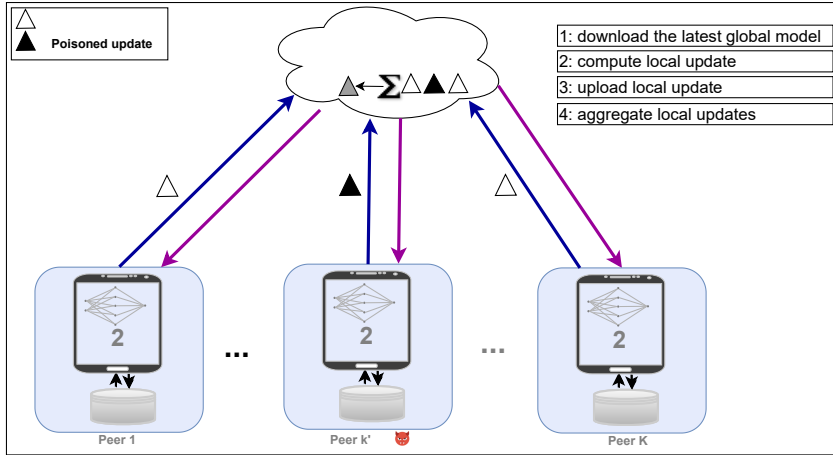 Poisoned update
1: download the latest global model
2: compute local update
3: upload local update
4: aggregate local updates
Σ
2
2
2
...
...
Peer 1
Peer k'
Peer K